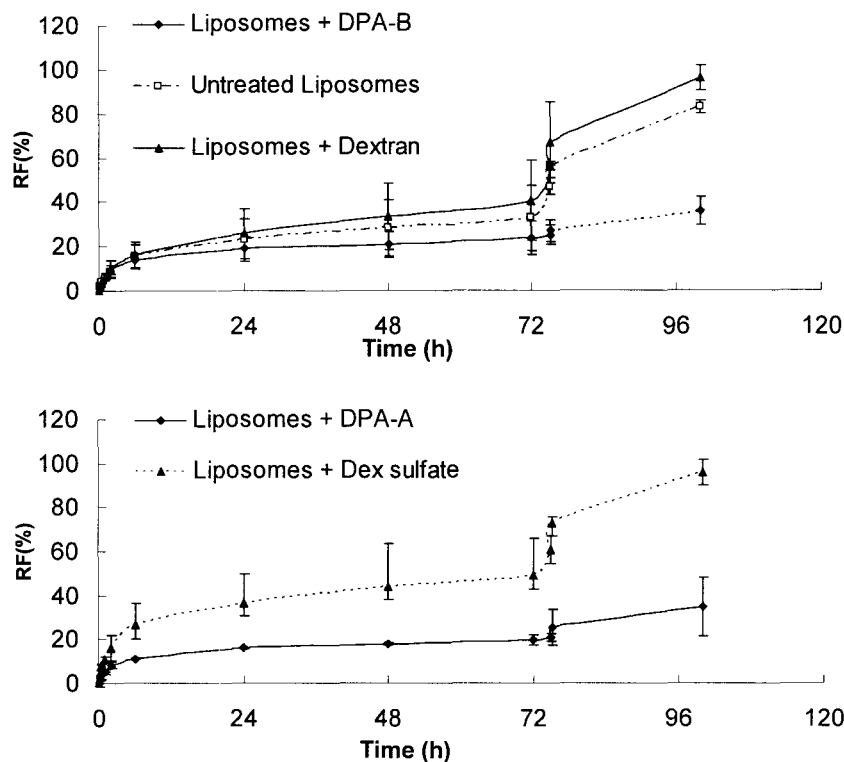 120
100
80
60
40
20
0
RF(%)
Liposomes + DPA-B
Untreated Liposomes
Liposomes + Dextran
0 24 48 72 96 120
Time (h)
120
100
80
60
40
20
0
RF(%)
Liposomes + DPA-A
Liposomes + Dex sulfate
0 24 48 72 96 120
Time (h)